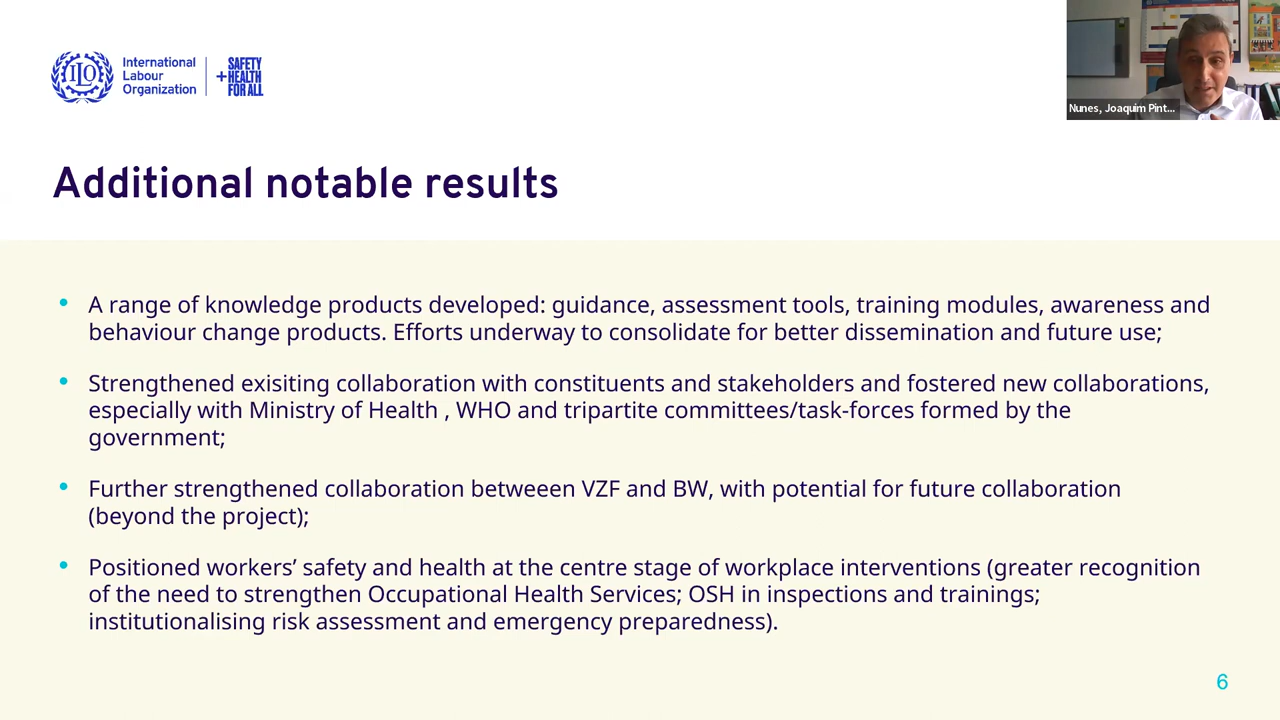 International
Labour
Organization
ILO
+SAFETY
HEALTH
FOR ALL
Nunes, Joaquim Pint...
Additional notable results
• A range of knowledge products developed: guidance, assessment tools, training modules, awareness and
behaviour change products. Efforts underway to consolidate for better dissemination and future use;
• Strengthened exisiting collaboration with constituents and stakeholders and fostered new collaborations,
especially with Ministry of Health , WHO and tripartite committees/task-forces formed by the
government;
• Further strengthened collaboration betweeen VZF and BW, with potential for future collaboration
(beyond the project);
• Positioned workers’ safety and health at the centre stage of workplace interventions (greater recognition
of the need to strengthen Occupational Health Services; OSH in inspections and trainings;
institutionalising risk assessment and emergency preparedness).
6